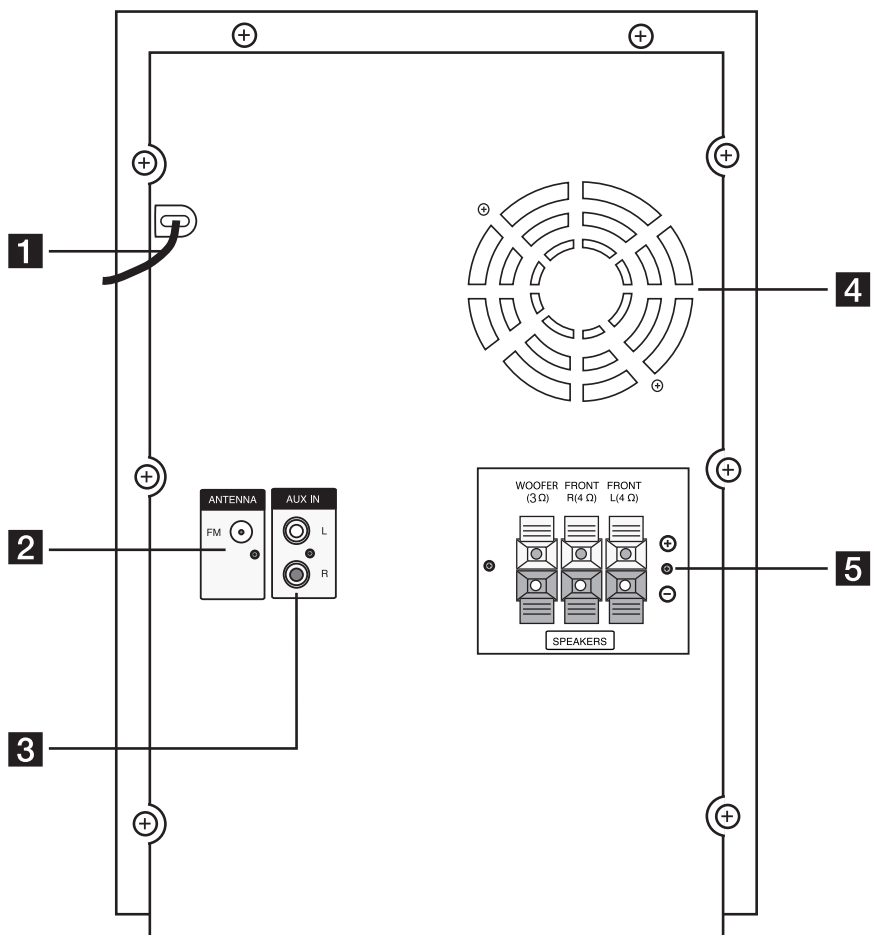 1
4
WOOFER FRONT FRONT
(3 Ω) R(4 Ω) L(4 Ω)
ANTENNA
AUX IN
FM
L
R
2
+
-
5
SPEAKERS
3